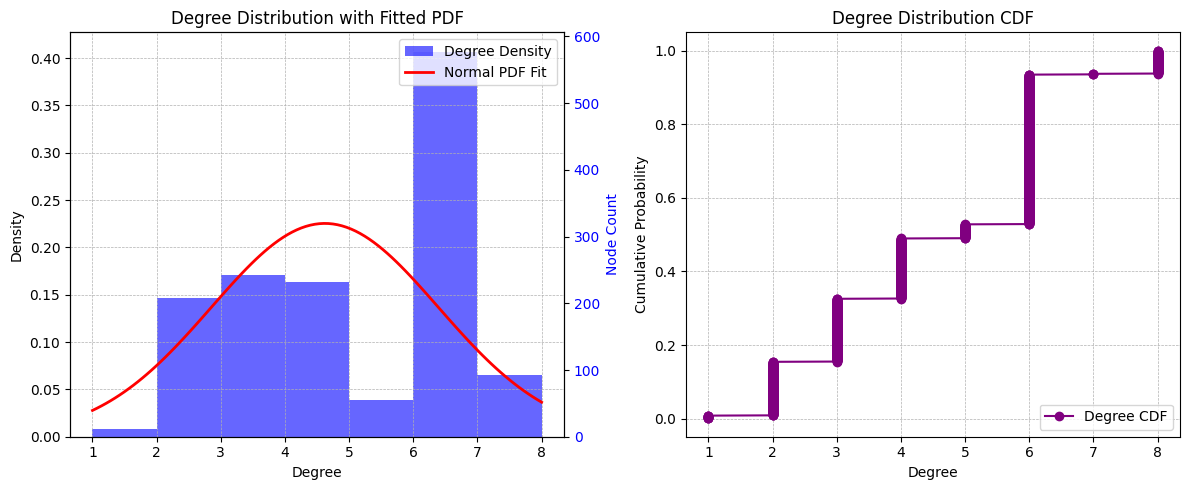 Degree Distribution with Fitted PDF
Degree Density
Normal PDF Fit
0.40
0.35
0.30
0.25
0.20
0.15
0.10
0.05
0.00
Density
600
500
400
300
200
100
0
Node Count
1 2 3 4 5 6 7 8
Degree
Degree Distribution CDF
1.0
0.8
0.6
0.4
0.2
0.0
Cumulative Probability
Degree CDF
1 2 3 4 5 6 7 8
Degree